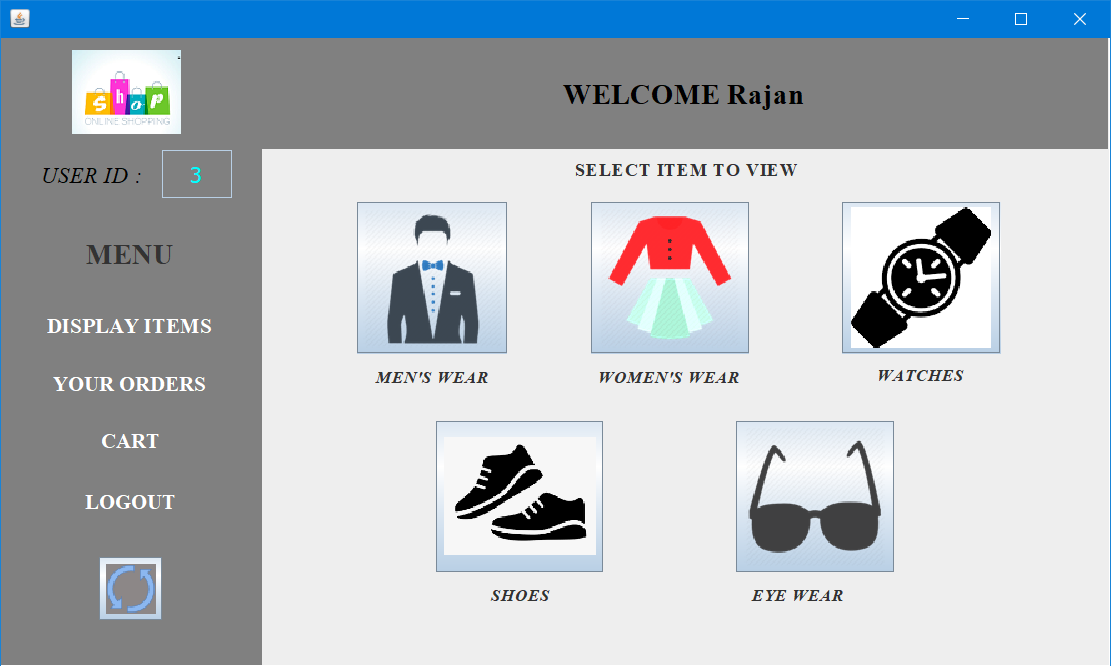 shop
ONLINE SHOPPING
WELCOME Rajan
USER ID : 3
MENU
DISPLAY ITEMS
YOUR ORDERS
CART
LOGOUT
SELECT ITEM TO VIEW
MEN'S WEAR
WOMEN'S WEAR
WATCHES
SHOES
EYE WEAR